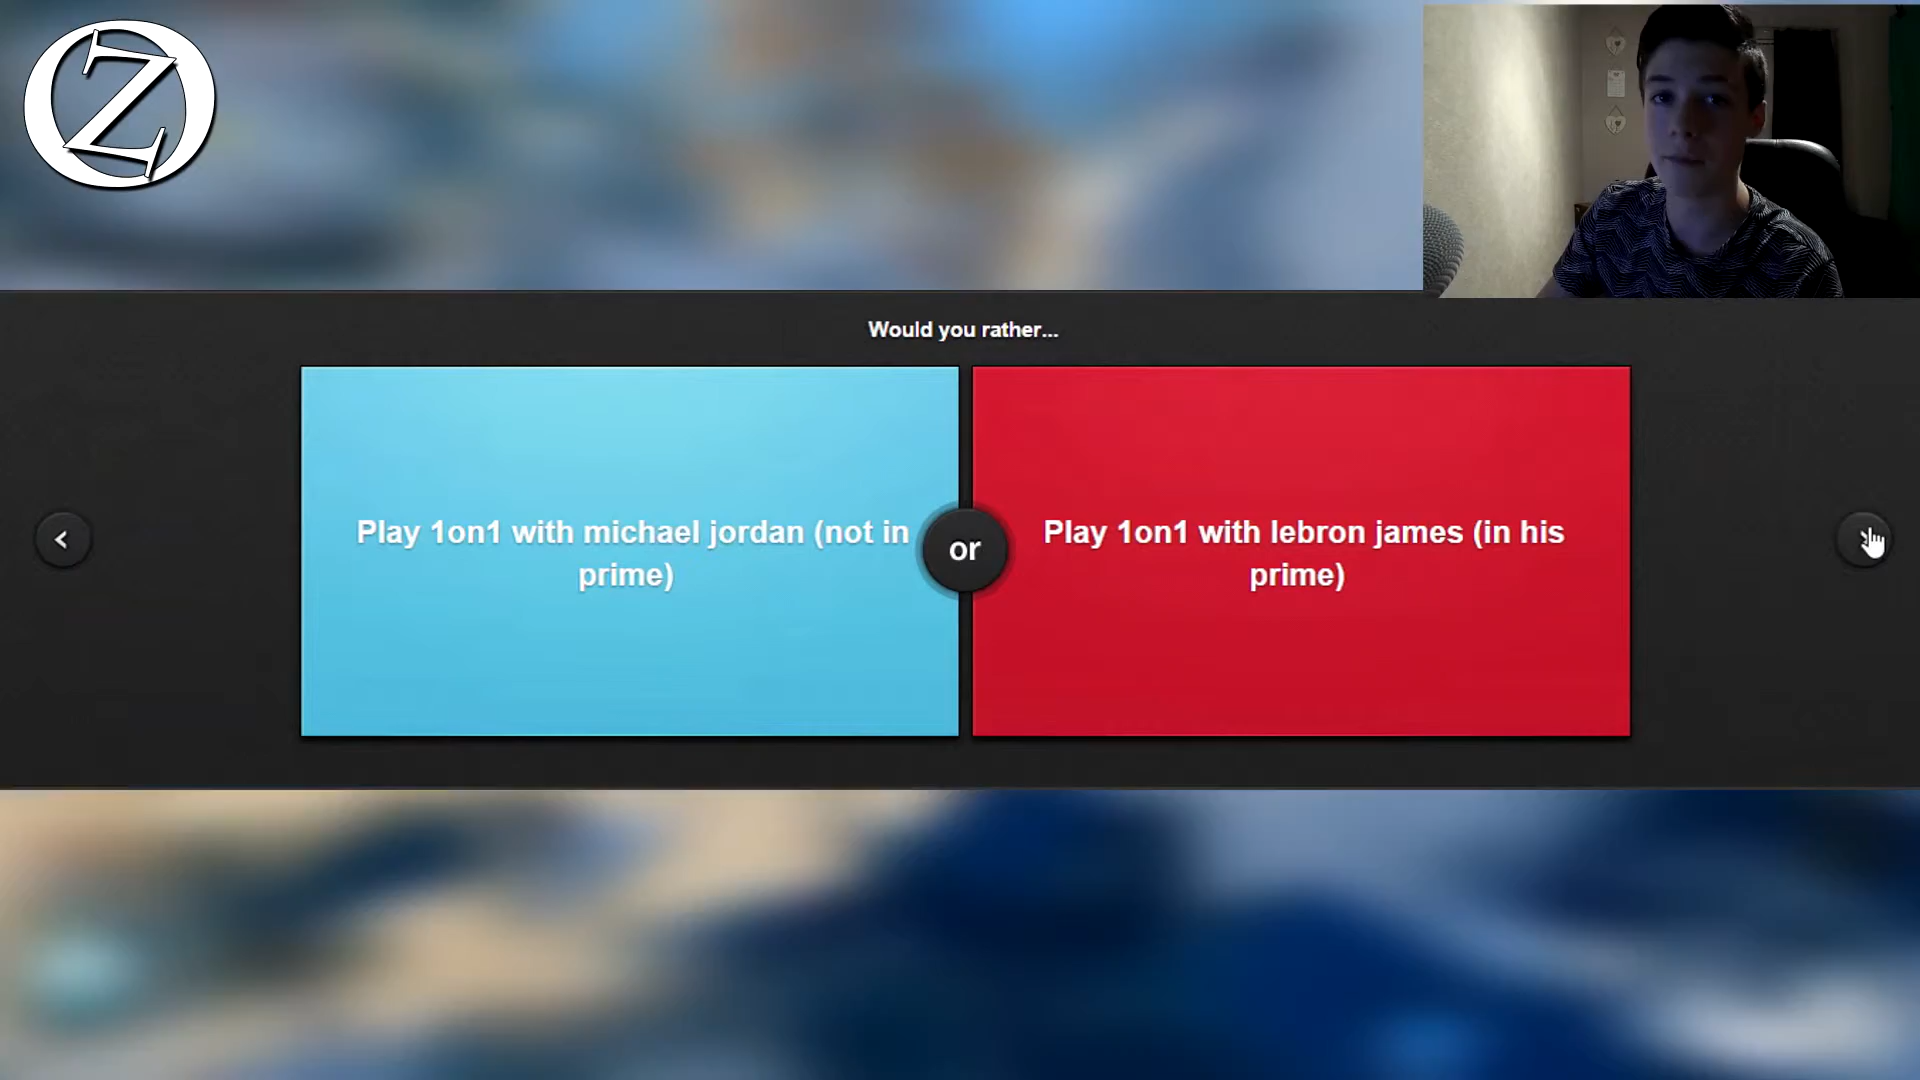 OZ
Would you rather...
Play 1on1 with michael jordan (not in
prime)
or
Play 1on1 with lebron james (in his
prime)